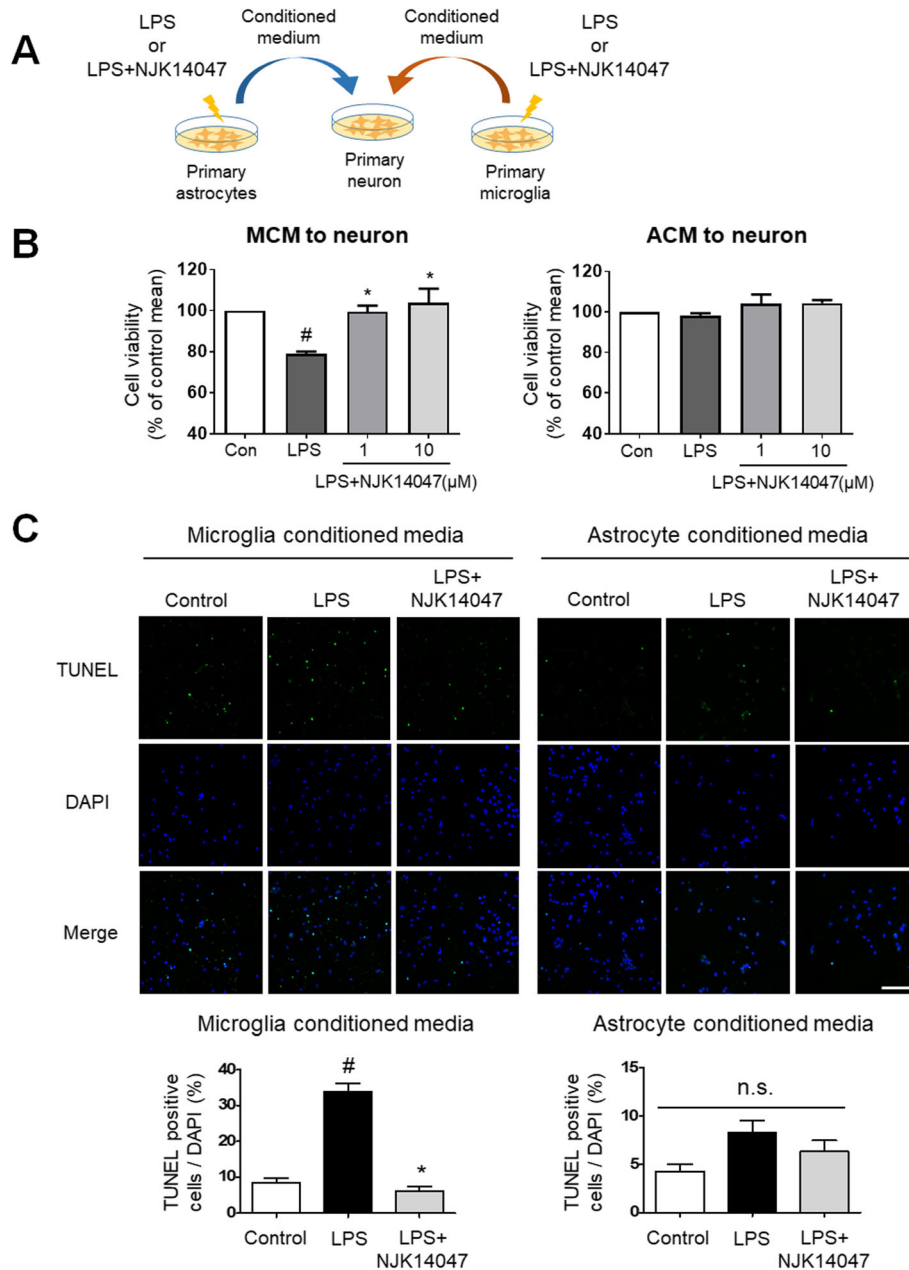 A
LPS
or
LPS+NJK14047
Conditioned
medium
Conditioned
medium
LPS
or
LPS+NJK14047
Primary
astrocytes
Primary
neuron
Primary
microglia
B
MCM to neuron
Cell viability
(% of control mean)
120
100
80
60
40
#
*
*
Con
LPS
1
10
LPS+NJK14047(μM)
ACM to neuron
Cell viability
(% of control mean)
120
100
80
60
40
Con
LPS
1
10
LPS+NJK14047(μM)
C
Microglia conditioned media
Astrocyte conditioned media
Control
LPS
LPS+
NJK14047
Control
LPS
LPS+
NJK14047
TUNEL
DAPI
Merge
Microglia conditioned media
TUNEL positive
cells / DAPI (%)
40
30
20
10
0
#
*
Control
LPS
LPS+
NJK14047
Astrocyte conditioned media
TUNEL positive
cells / DAPI (%)
15
10
5
0
n.s.
Control
LPS
LPS+
NJK14047